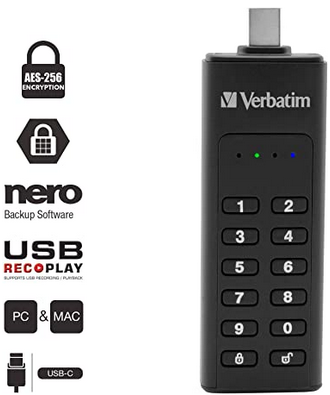 AES-256
ENCRYPTION
nero
Backup Software
USB
RECOPLAY
SUPPORTS USB RECORDING / PLAYBACK
PC & MAC
USB-C
Verbatim
1 2
3 4
5 6
7 8
9 0